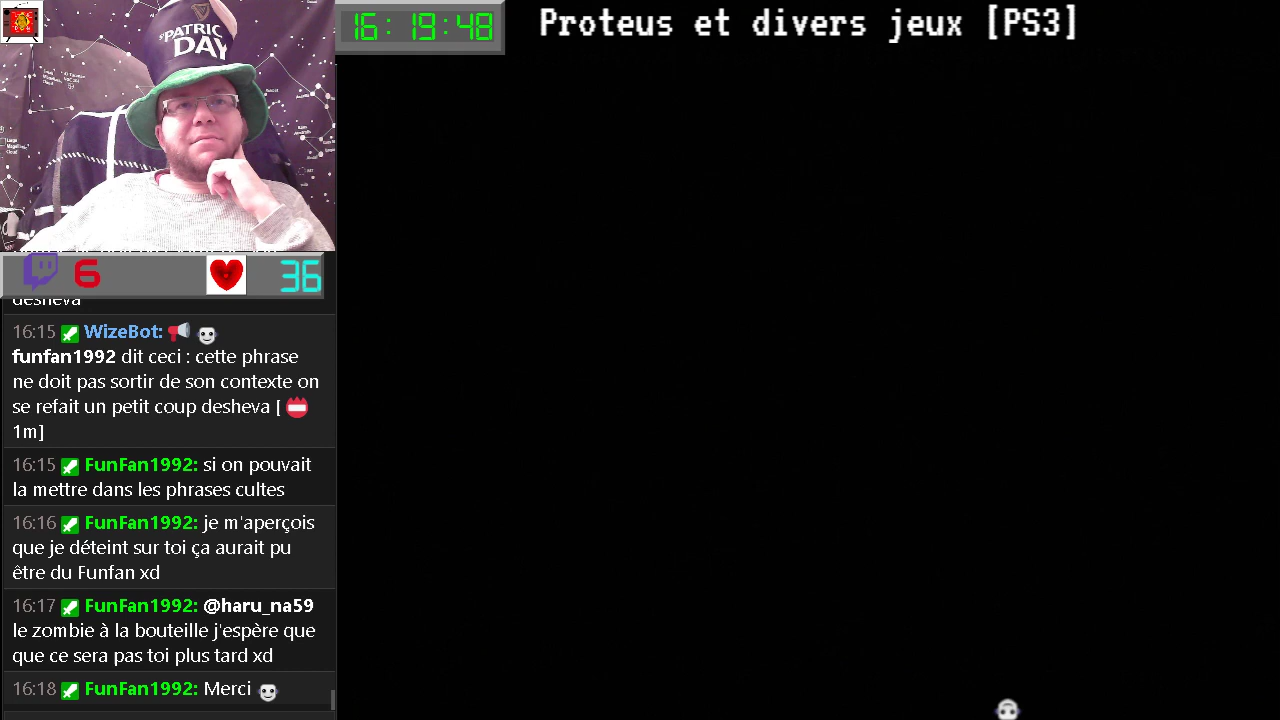 PATRIC
DAY
16:19:48
Proteus et divers jeux [PS3]
6
36
desheva
16:15 WizeBot:
funfan1992 dit ceci : cette phrase
ne doit pas sortir de son contexte on
se refait un petit coup desheva [
1m]
16:15 FunFan1992: si on pouvait
la mettre dans les phrases cultes
16:16 FunFan1992: je m'aperçois
que je déteint sur toi ça aurait pu
être du Funfan xd
16:17 FunFan1992: @haru_na59
le zombie à la bouteille j'espère que
que ce sera pas toi plus tard xd
16:18 FunFan1992: Merci